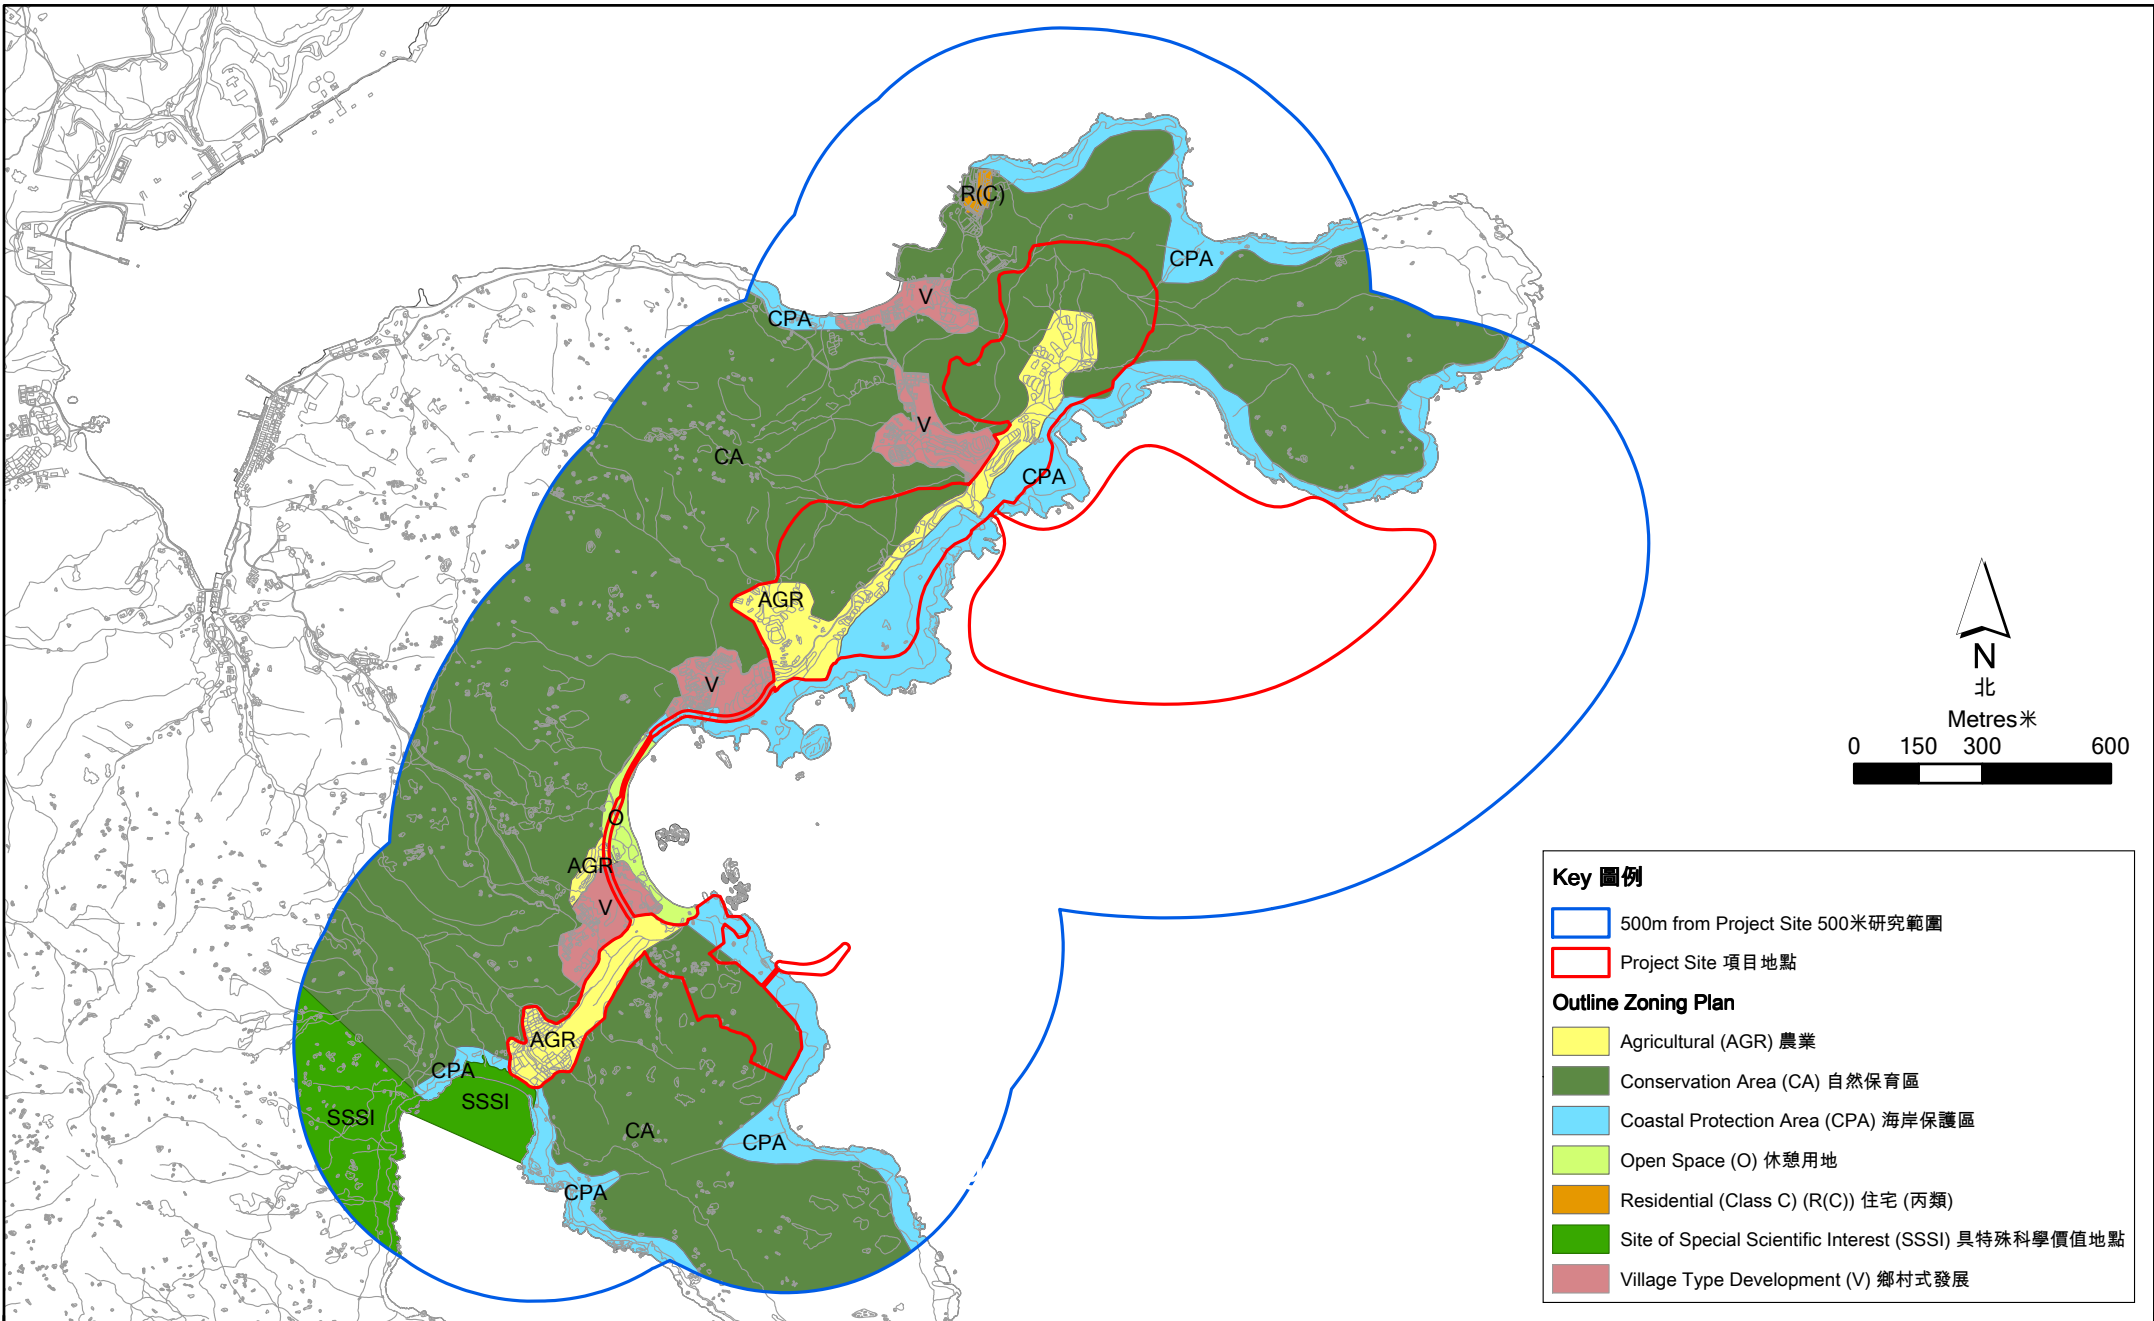 R(C)
CPA
V
CPA
V
CA
CPA
AGR
V
O
AGR
V
AGR
CPA
SSSI
SSSI
CA
CPA
CPA
N
北
Metres米
0 150 300 600
Key 圖例
500m from Project Site 500米研究範圍
Project Site 項目地點
Outline Zoning Plan
Agricultural (AGR) 農業
Conservation Area (CA) 自然保育區
Coastal Protection Area (CPA) 海岸保護區
Open Space (O) 休憩用地
Residential (Class C) (R(C)) 住宅 (丙類)
Site of Special Scientific Interest (SSSI) 具特殊科學價值地點
Village Type Development (V) 鄉村式發展